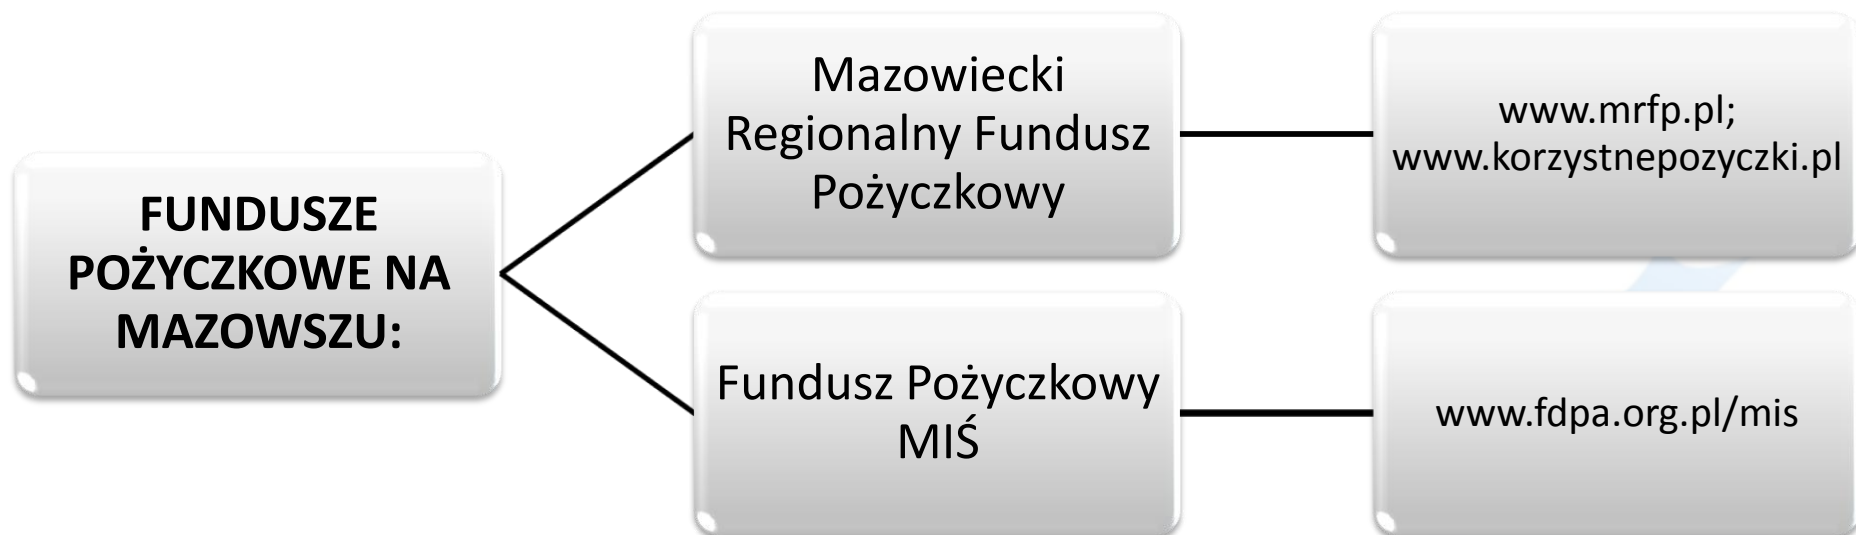 FUNDUSZE
POŻYCZKOWE NA
MAZOWSZU:
Mazowiecki
Regionalny Fundusz
Pożyczkowy
www.mrfp.pl;
www.korzystnepozyczki.pl
Fundusz Pożyczkowy
MIŚ
www.fdpa.org.pl/mis